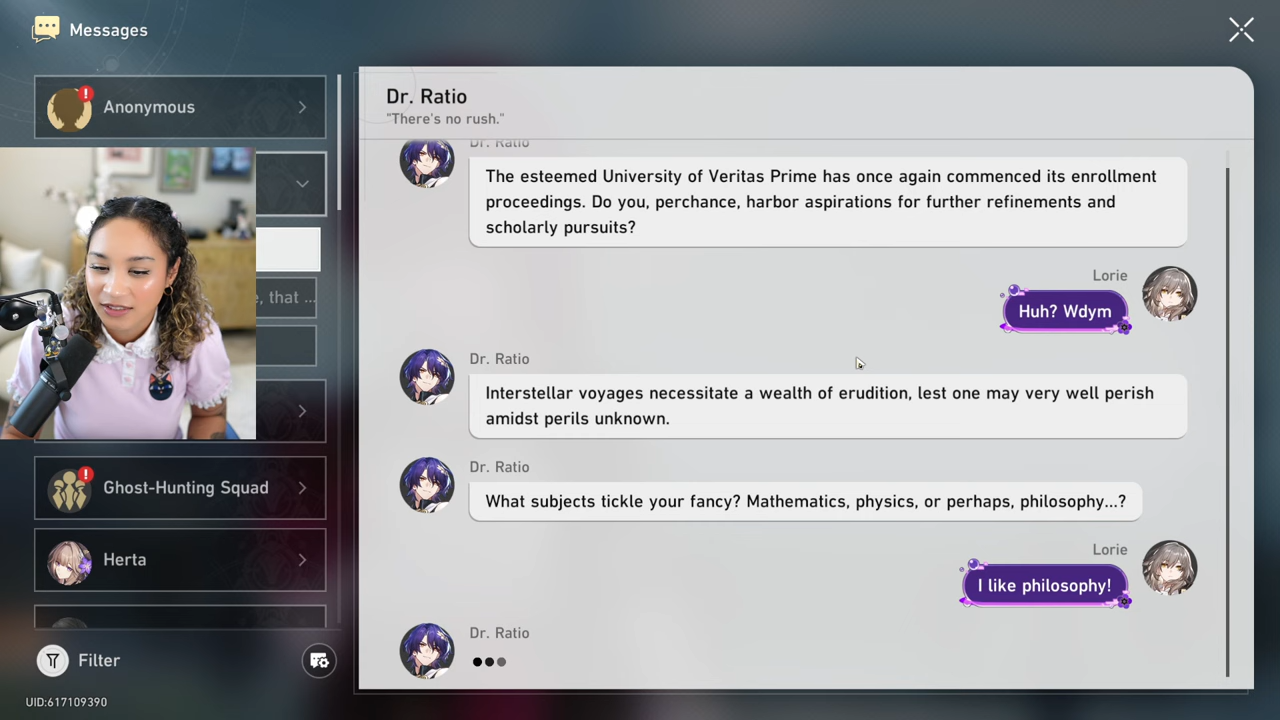 Messages
Anonymous
e, that ...
Ghost-Hunting Squad
Herta
Filter
UID:617109390
Dr. Ratio
"There's no rush."
Dr. Ratio
The esteemed University of Veritas Prime has once again commenced its enrollment
proceedings. Do you, perchance, harbor aspirations for further refinements and
scholarly pursuits?
Lorie
Huh? Wdym
Dr. Ratio
Interstellar voyages necessitate a wealth of erudition, lest one may very well perish
amidst perils unknown.
Dr. Ratio
What subjects tickle your fancy? Mathematics, physics, or perhaps, philosophy...?
Lorie
I like philosophy!
Dr. Ratio